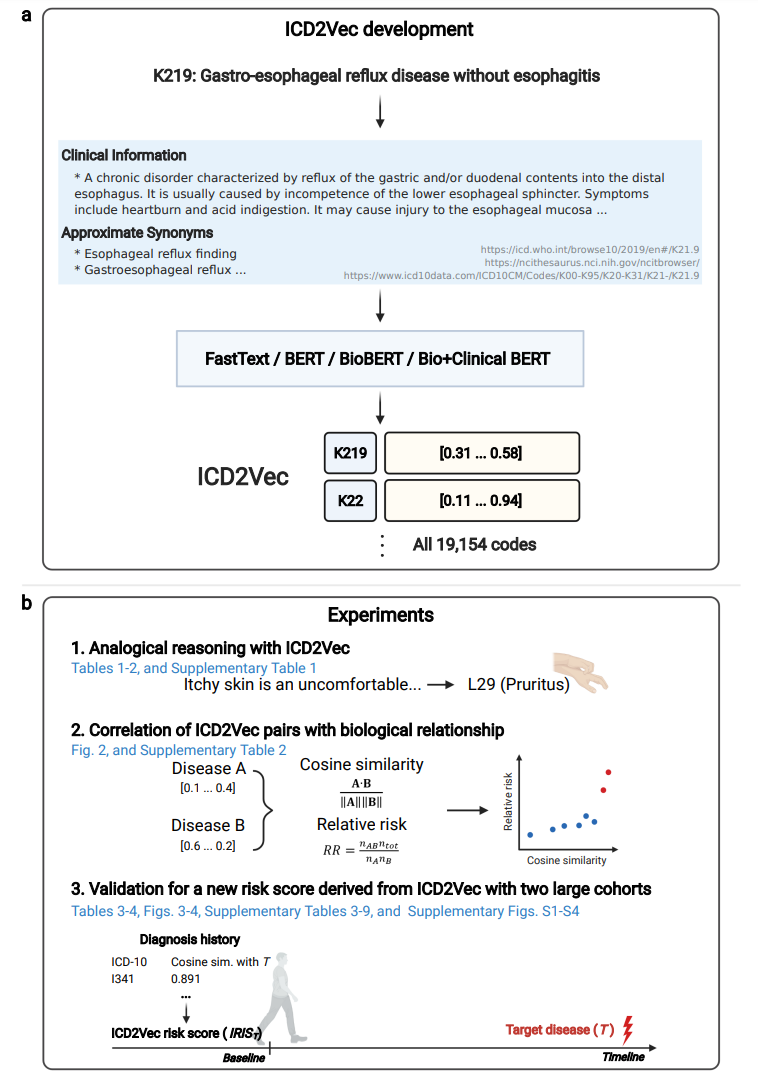 a
ICD2Vec development
K219: Gastro-esophageal reflux disease without esophagitis
Clinical Information
* A chronic disorder characterized by reflux of the gastric and/or duodenal contents into the distal
esophagus. It is usually caused by incompetence of the lower esophageal sphincter. Symptoms
include heartburn and acid indigestion. It may cause injury to the esophageal mucosa ...
Approximate Synonyms
* Esophageal reflux finding
* Gastroesophageal reflux ...
https://icd.who.int/browse10/2019/en#/K21.9
https://ncithesaurus.nci.nih.gov/ncitbrowser/
https://www.icd10data.com/ICD10CM/Codes/K00-K95/K20-K31/K21-/K21.9
FastText / BERT / BioBERT / Bio+Clinical BERT
ICD2Vec
K219 [0.31 ... 0.58]
K22 [0.11 ... 0.94]
⋮ All 19,154 codes
b
Experiments
1. Analogical reasoning with ICD2Vec
Tables 1-2, and Supplementary Table 1
Itchy skin is an uncomfortable... → L29 (Pruritus)
2. Correlation of ICD2Vec pairs with biological relationship
Fig. 2, and Supplementary Table 2
Disease A
[0.1 ... 0.4]
Disease B
[0.6 ... 0.2]
Cosine similarity
A·B
||A||||B||
Relative risk
RR = n_AB n_tot / n_A n_B
Relative risk
Cosine similarity
3. Validation for a new risk score derived from ICD2Vec with two large cohorts
Tables 3-4, Figs. 3-4, Supplementary Tables 3-9, and Supplementary Figs. S1-S4
Diagnosis history
ICD-10 Cosine sim. with T
I341 0.891
...
ICD2Vec risk score ( IRIS_T)
Target disease (T)
Baseline
Timeline